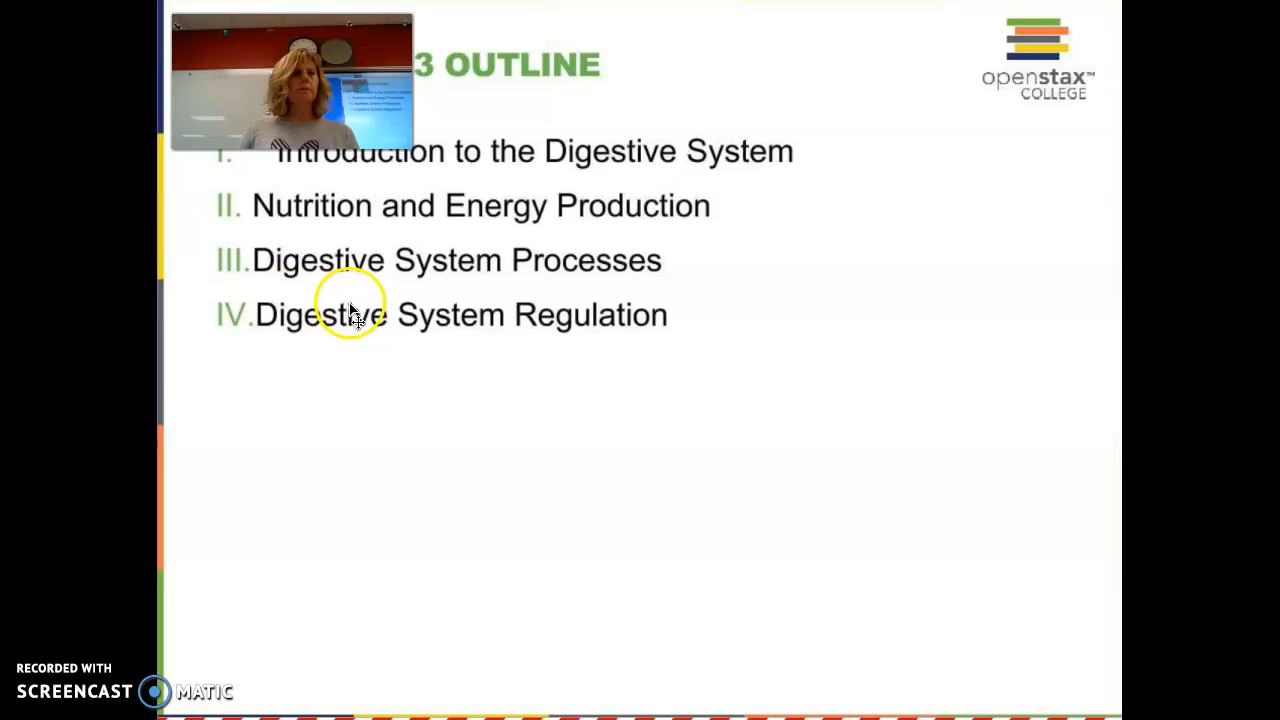 3 OUTLINE
openstax™
COLLEGE
I. Introduction to the Digestive System
II. Nutrition and Energy Production
III. Digestive System Processes
IV. Digestive System Regulation
RECORDED WITH
SCREENCAST MATIC